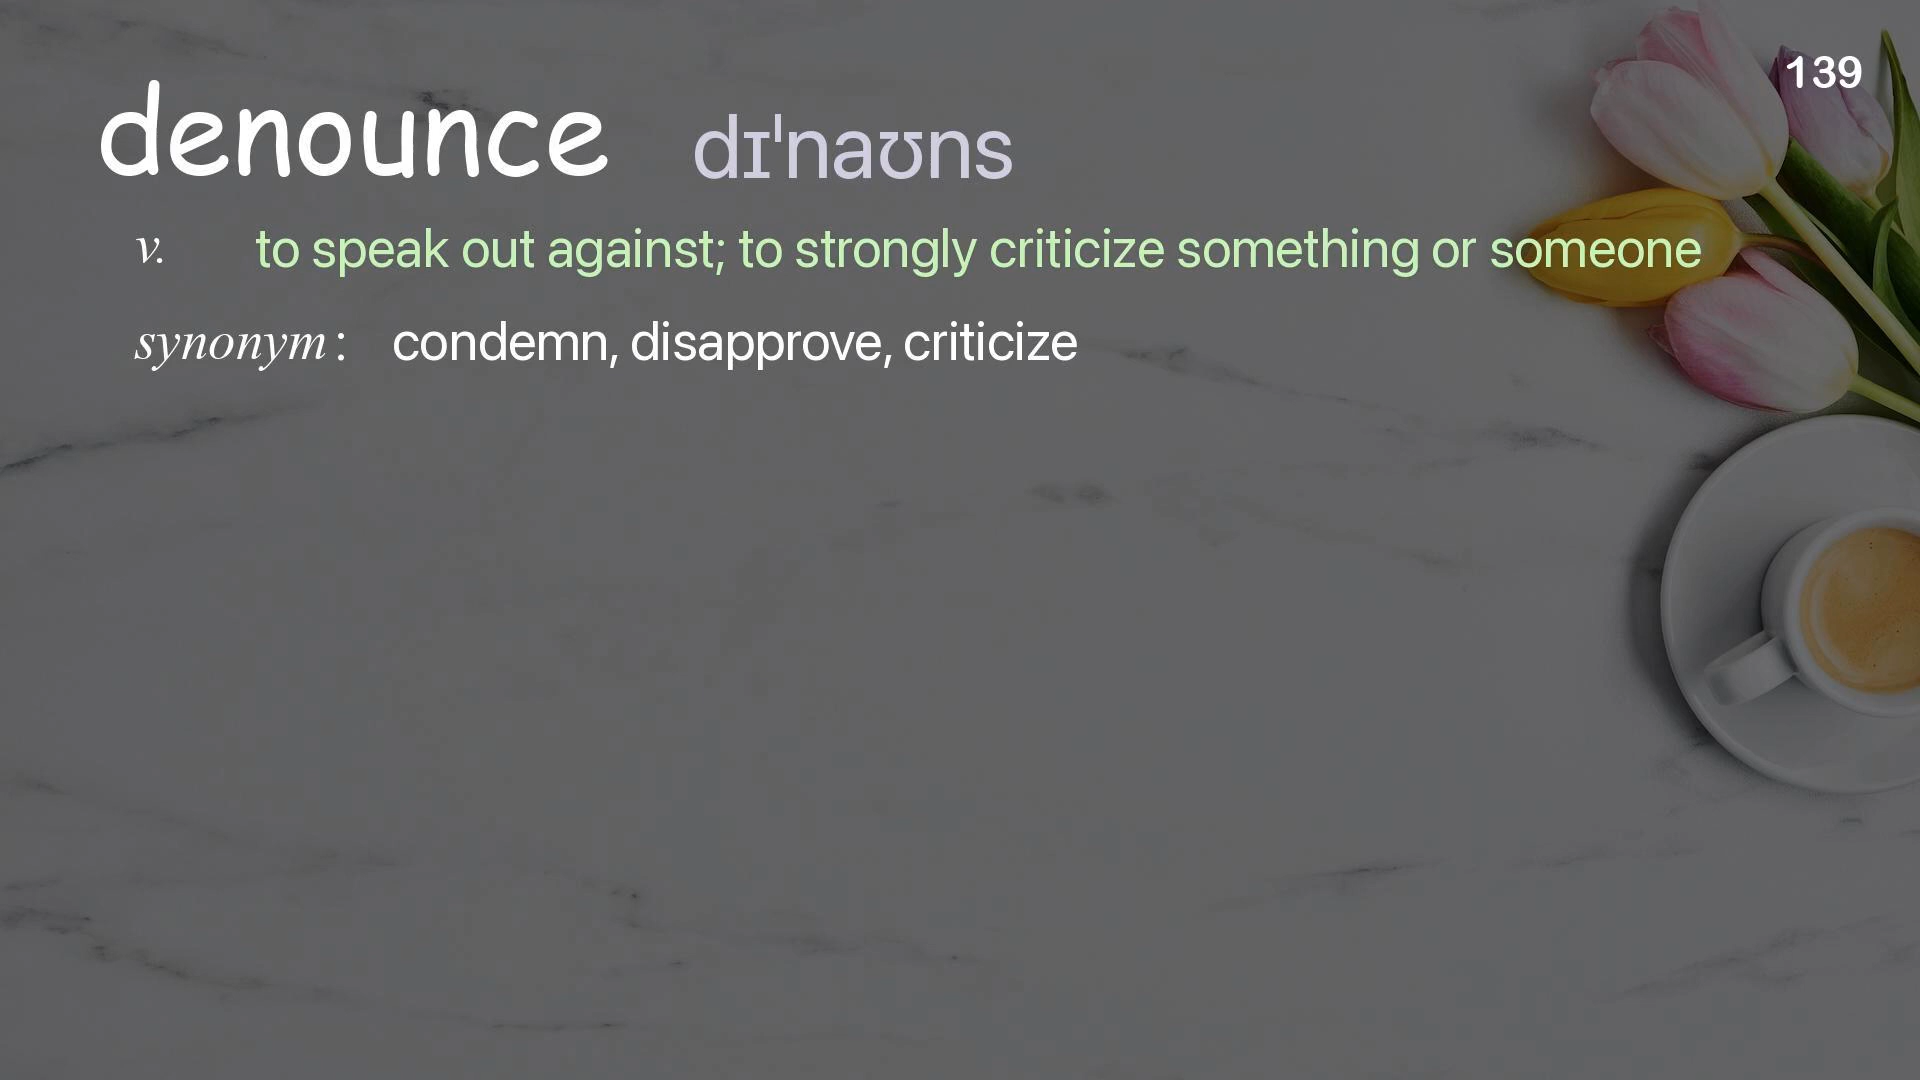 139
denounce dɪˈnaʊns
v. to speak out against; to strongly criticize something or someone
synonym : condemn, disapprove, criticize